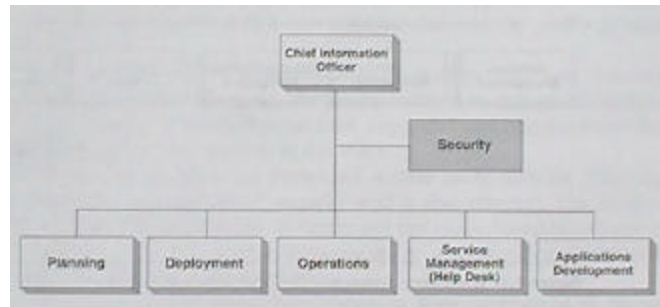 Chief Information
Officer
Security
Planning
Deployment
Operations
Service
Management
(Help Desk)
Applications
Development